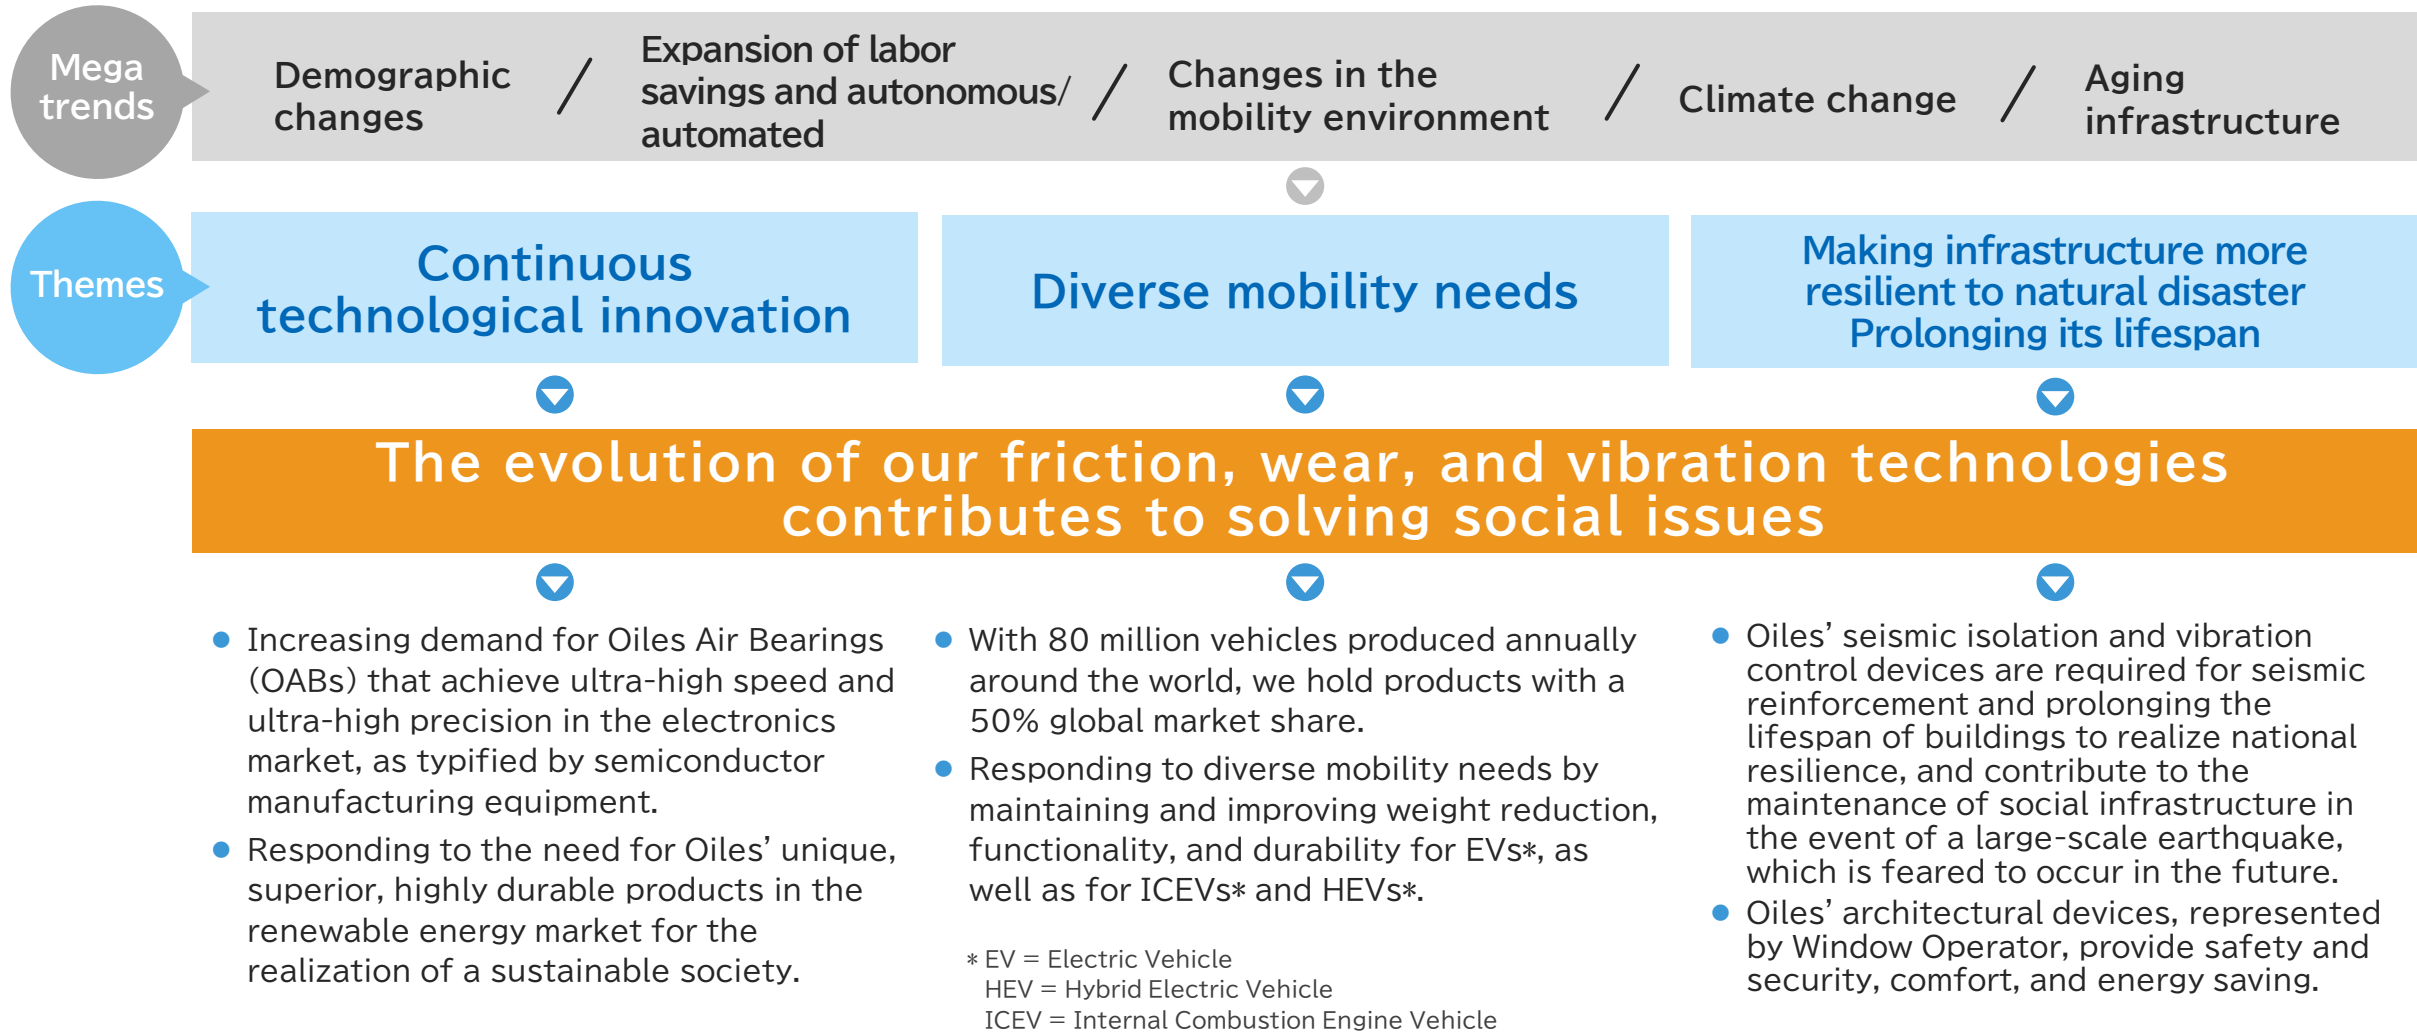 Mega
trends
Demographic
changes
/
Expansion of labor
savings and autonomous/
automated
/
Changes in the
mobility environment
/
Climate change
/
Aging
infrastructure
Themes
Continuous
technological innovation
Diverse mobility needs
Making infrastructure more
resilient to natural disaster
Prolonging its lifespan
The evolution of our friction, wear, and vibration technologies
contributes to solving social issues
● Increasing demand for Oiles Air Bearings
(OABs) that achieve ultra-high speed and
ultra-high precision in the electronics
market, as typified by semiconductor
manufacturing equipment.
● Responding to the need for Oiles’ unique,
superior, highly durable products in the
renewable energy market for the
realization of a sustainable society.
● With 80 million vehicles produced annually
around the world, we hold products with a
50% global market share.
● Responding to diverse mobility needs by
maintaining and improving weight reduction,
functionality, and durability for EVs*, as
well as for ICEVs* and HEVs*.
* EV = Electric Vehicle
HEV = Hybrid Electric Vehicle
ICEV = Internal Combustion Engine Vehicle
● Oiles’ seismic isolation and vibration
control devices are required for seismic
reinforcement and prolonging the
lifespan of buildings to realize national
resilience, and contribute to the
maintenance of social infrastructure in
the event of a large-scale earthquake,
which is feared to occur in the future.
● Oiles’ architectural devices, represented
by Window Operator, provide safety and
security, comfort, and energy saving.